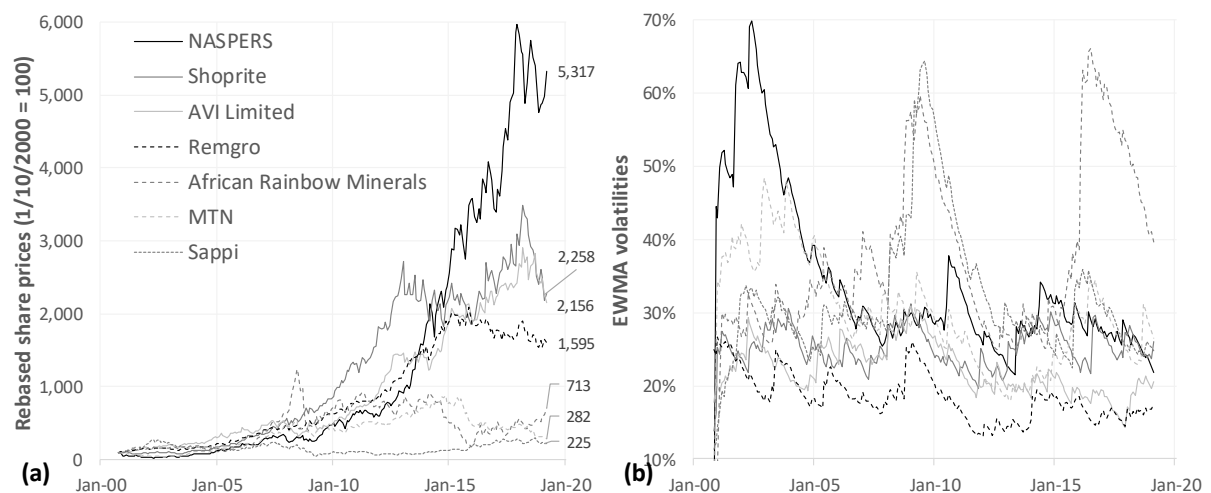 Rebased share prices (1/10/2000 = 100)
6,000
5,000
4,000
3,000
2,000
1,000
0
NASPERS
Shoprite
AVI Limited
Remgro
African Rainbow Minerals
MTN
Sappi
5,317
2,258
2,156
1,595
713
282
225
(a)
Jan-00 Jan-05 Jan-10 Jan-15 Jan-20
EWMA volatilities
70%
60%
50%
40%
30%
20%
10%
(b)
Jan-00 Jan-05 Jan-10 Jan-15 Jan-20